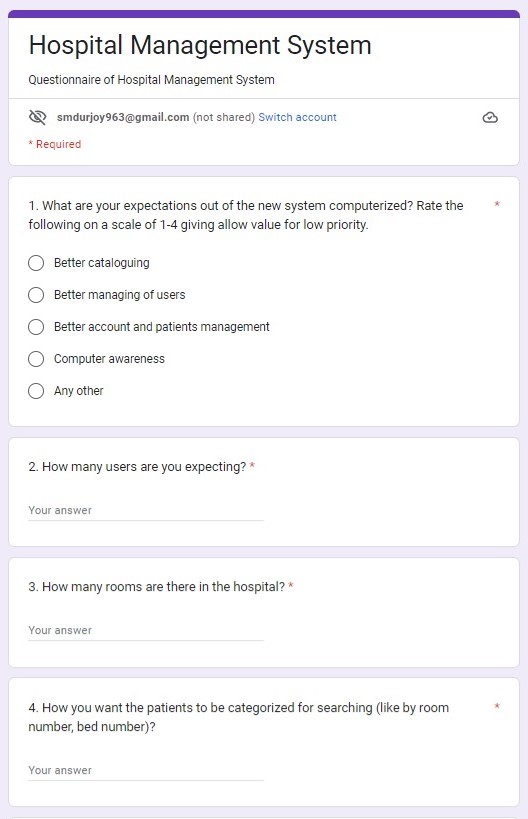 Hospital Management System
Questionnaire of Hospital Management System
smdurjoy963@gmail.com (not shared) Switch account
* Required
1. What are your expectations out of the new system computerized? Rate the *
following on a scale of 1-4 giving allow value for low priority.
Better cataloguing
Better managing of users
Better account and patients management
Computer awareness
Any other
2. How many users are you expecting? *
Your answer
3. How many rooms are there in the hospital? *
Your answer
4. How you want the patients to be categorized for searching (like by room *
number, bed number)?
Your answer